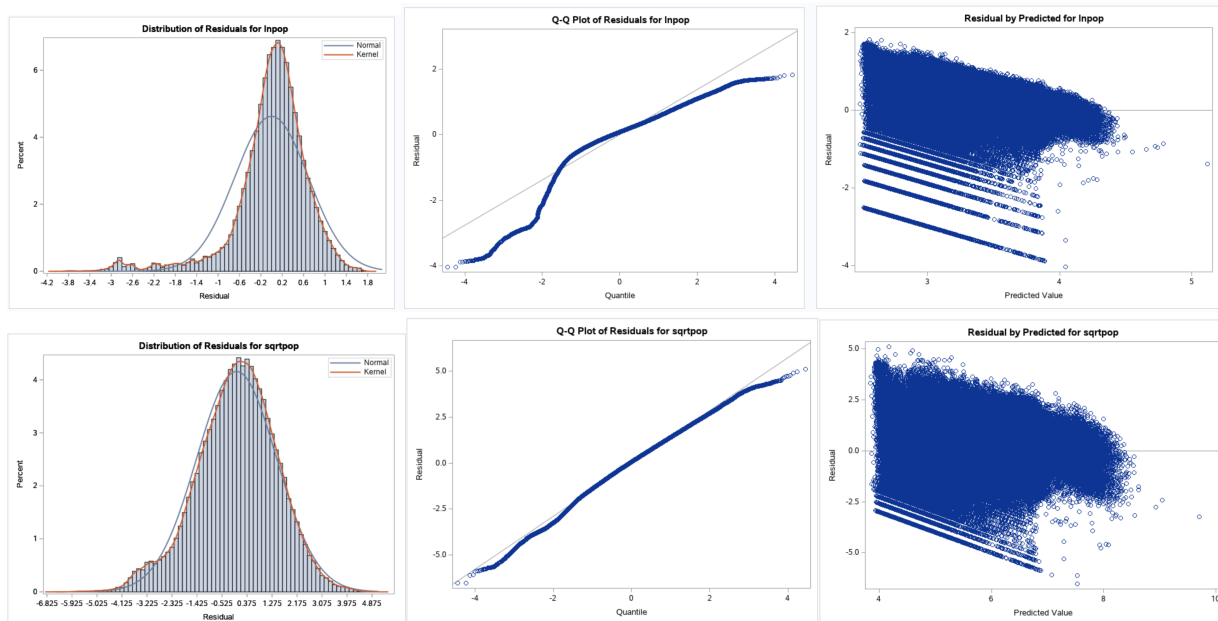 Distribution of Residuals for lnpop
Normal
Kernel
Percent
6
4
2
0
-4.2 -3.8 -3.4 -3 -2.6 -2.2 -1.8 -1.4 -1 -0.6 -0.2 0.2 0.6 1 1.4 1.8
Residual
Q-Q Plot of Residuals for lnpop
Residual
2
0
-2
-4
-4 -2 0 2 4
Quantile
Residual by Predicted for lnpop
Residual
2
0
-2
-4
3 4 5
Predicted Value
Distribution of Residuals for sqrtpop
Normal
Kernel
Percent
4
3
2
1
0
-6.825 -5.925 -5.025 -4.125 -3.225 -2.325 -1.425 -0.525 0.375 1.275 2.175 3.075 3.975 4.875
Residual
Q-Q Plot of Residuals for sqrtpop
Residual
5.0
2.5
0.0
-2.5
-5.0
-4 -2 0 2 4
Quantile
Residual by Predicted for sqrtpop
Residual
5.0
2.5
0.0
-2.5
-5.0
4 6 8 10
Predicted Value